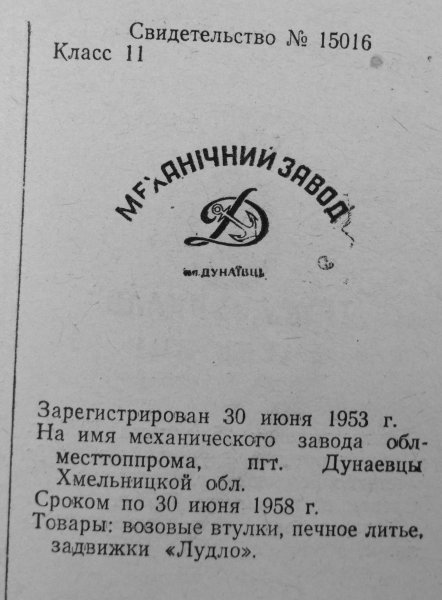 Свидетельство № 15016
Класс 11
МЕХАНІЧНИЙ ЗАВОД
Д
ДУНАЇВЦІ
Зарегистрирован 30 июня 1953 г.
На имя механического завода обл-
месттоппрома, пгт. Дунаевцы
Хмельницкой обл.
Сроком по 30 июня 1958 г.
Товары: возовые втулки, печное литье,
задвижки «Лудло».